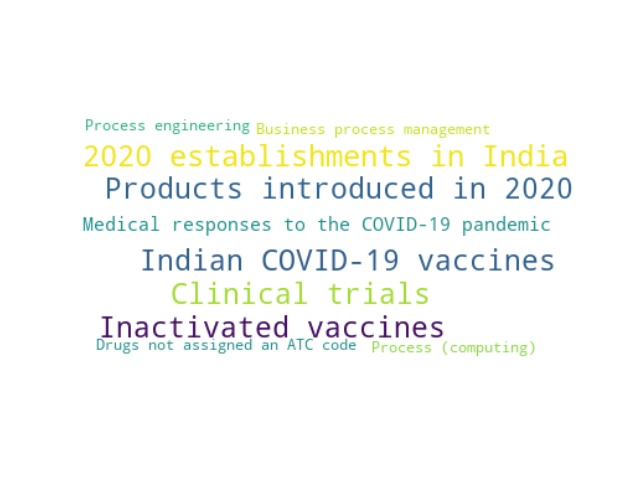 Process engineering
Business process management
2020 establishments in India
Products introduced in 2020
Medical responses to the COVID-19 pandemic
Indian COVID-19 vaccines
Clinical trials
Inactivated vaccines
Drugs not assigned an ATC code
Process (computing)